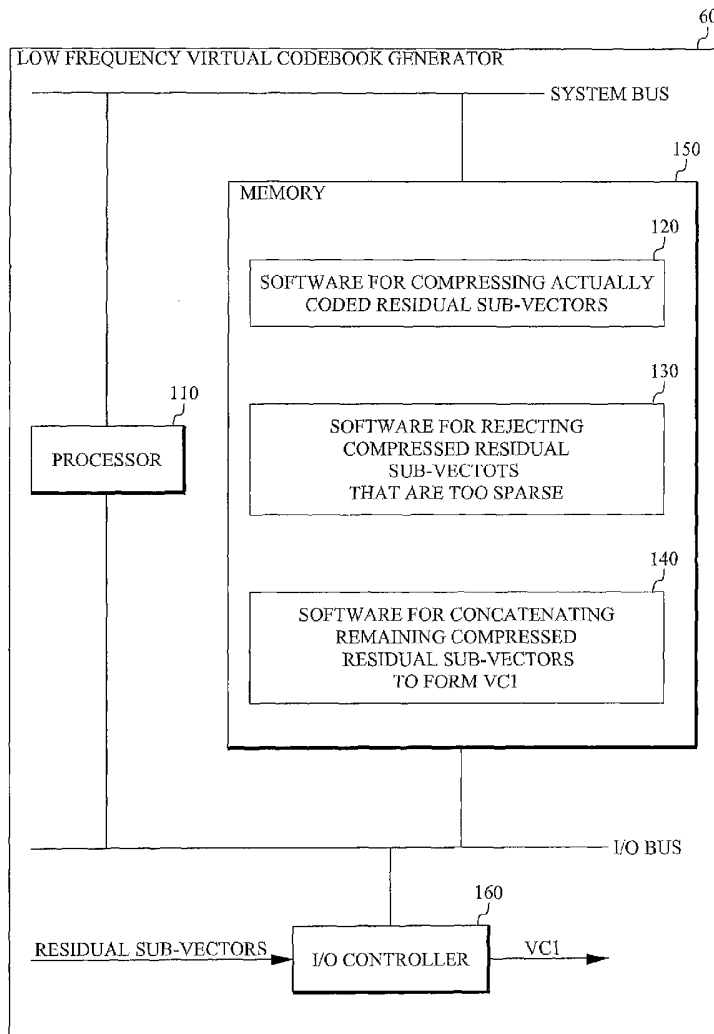 60
LOW FREQUENCY VIRTUAL CODEBOOK GENERATOR
SYSTEM BUS
150
MEMORY
120
SOFTWARE FOR COMPRESSING ACTUALLY
CODED RESIDUAL SUB-VECTORS
130
SOFTWARE FOR REJECTING
COMPRESSED RESIDUAL
SUB-VECTOTS
THAT ARE TOO SPARSE
110
PROCESSOR
140
SOFTWARE FOR CONCATENATING
REMAINING COMPRESSED
RESIDUAL SUB-VECTORS
TO FORM VC1
I/O BUS
160
RESIDUAL SUB-VECTORS
I/O CONTROLLER
VC1